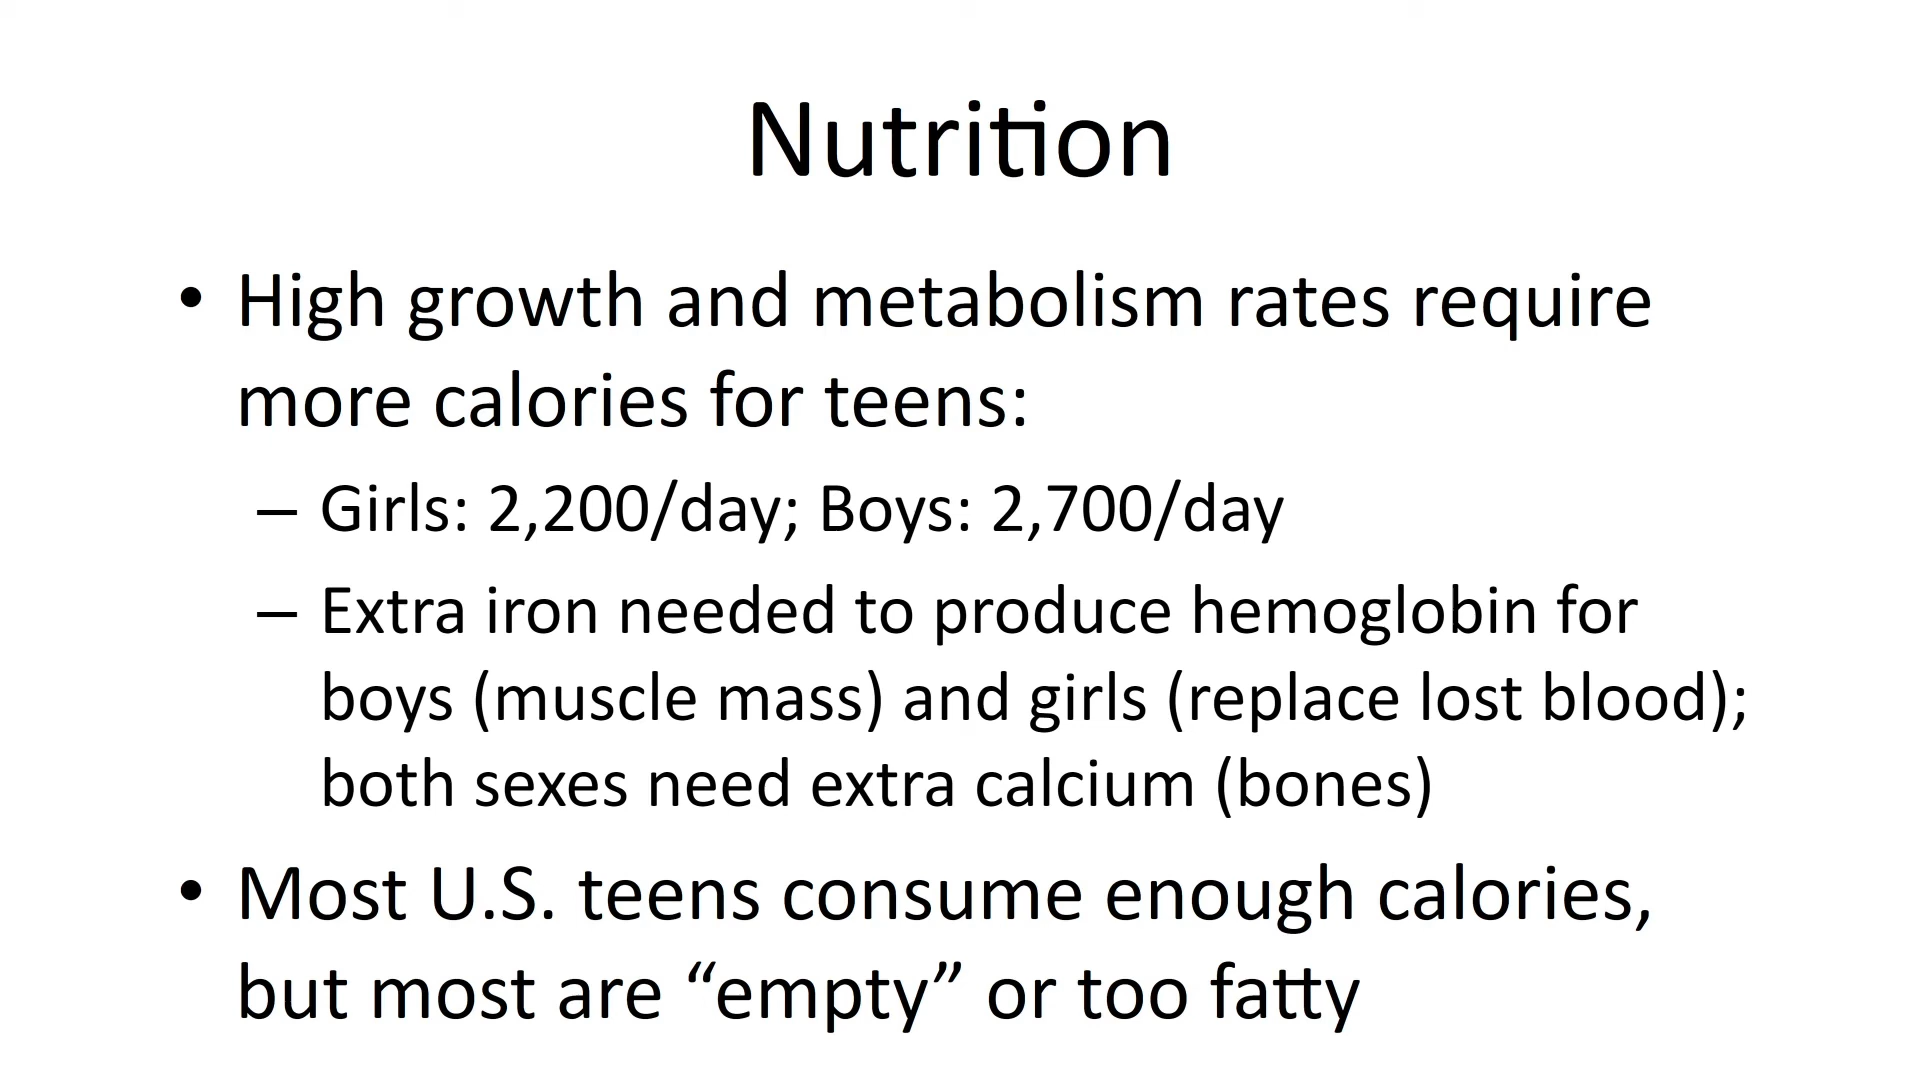 Nutrition
• High growth and metabolism rates require
more calories for teens:
– Girls: 2,200/day; Boys: 2,700/day
– Extra iron needed to produce hemoglobin for
boys (muscle mass) and girls (replace lost blood);
both sexes need extra calcium (bones)
• Most U.S. teens consume enough calories,
but most are “empty” or too fatty